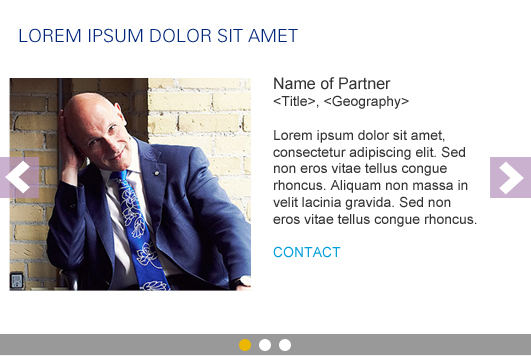 LOREM IPSUM DOLOR SIT AMET
Name of Partner
<Title>, <Geography>
Lorem ipsum dolor sit amet,
consectetur adipiscing elit. Sed
non eros vitae tellus congue
rhoncus. Aliquam non massa in
velit lacinia gravida. Sed non
eros vitae tellus congue rhoncus.
CONTACT